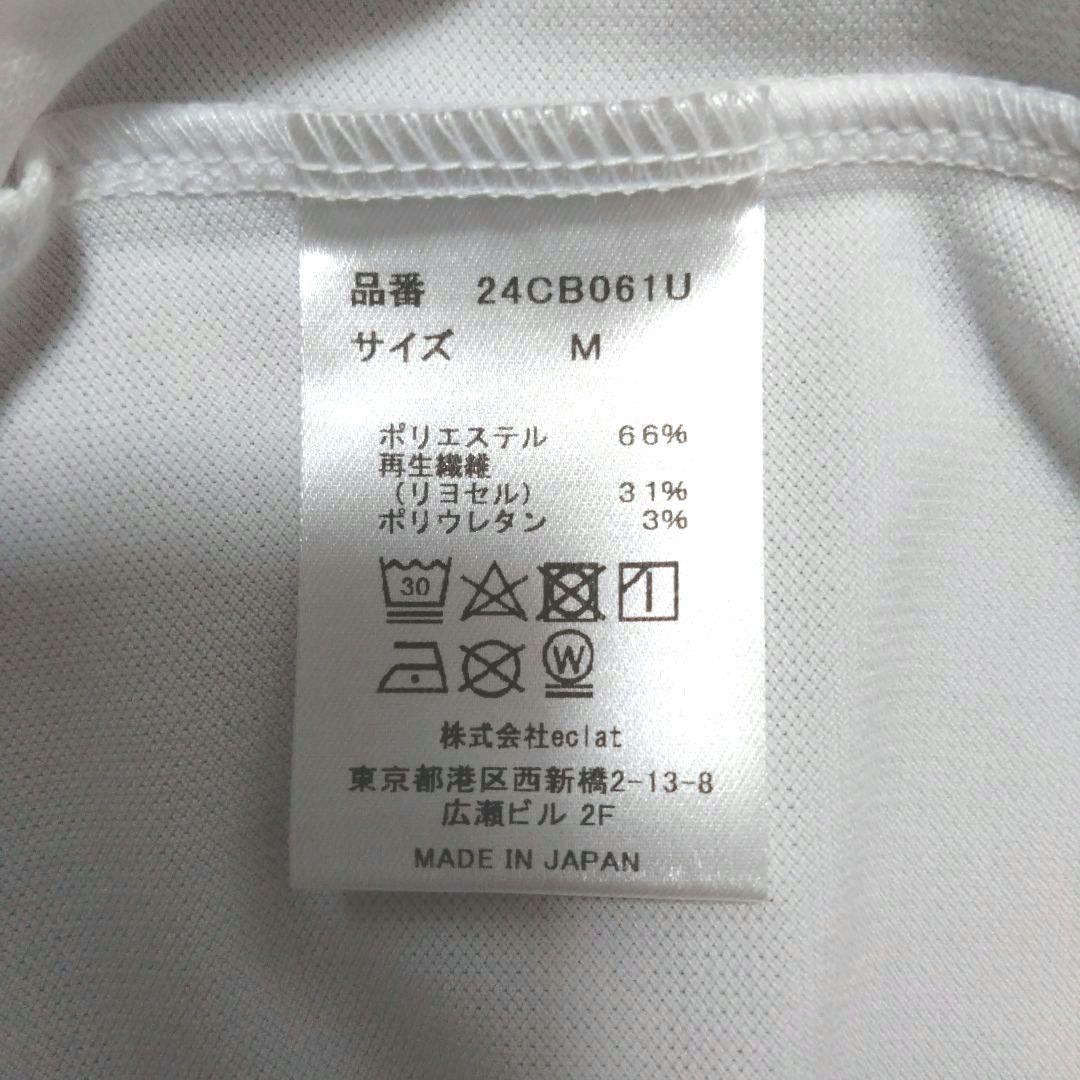 品番 24CB061U
サイズ M
ポリエステル 66%
再生繊維
(リヨセル) 31%
ポリウレタン 3%
30
W
株式会社eclat
東京都港区西新橋2-13-8
広瀬ビル 2F
MADE IN JAPAN